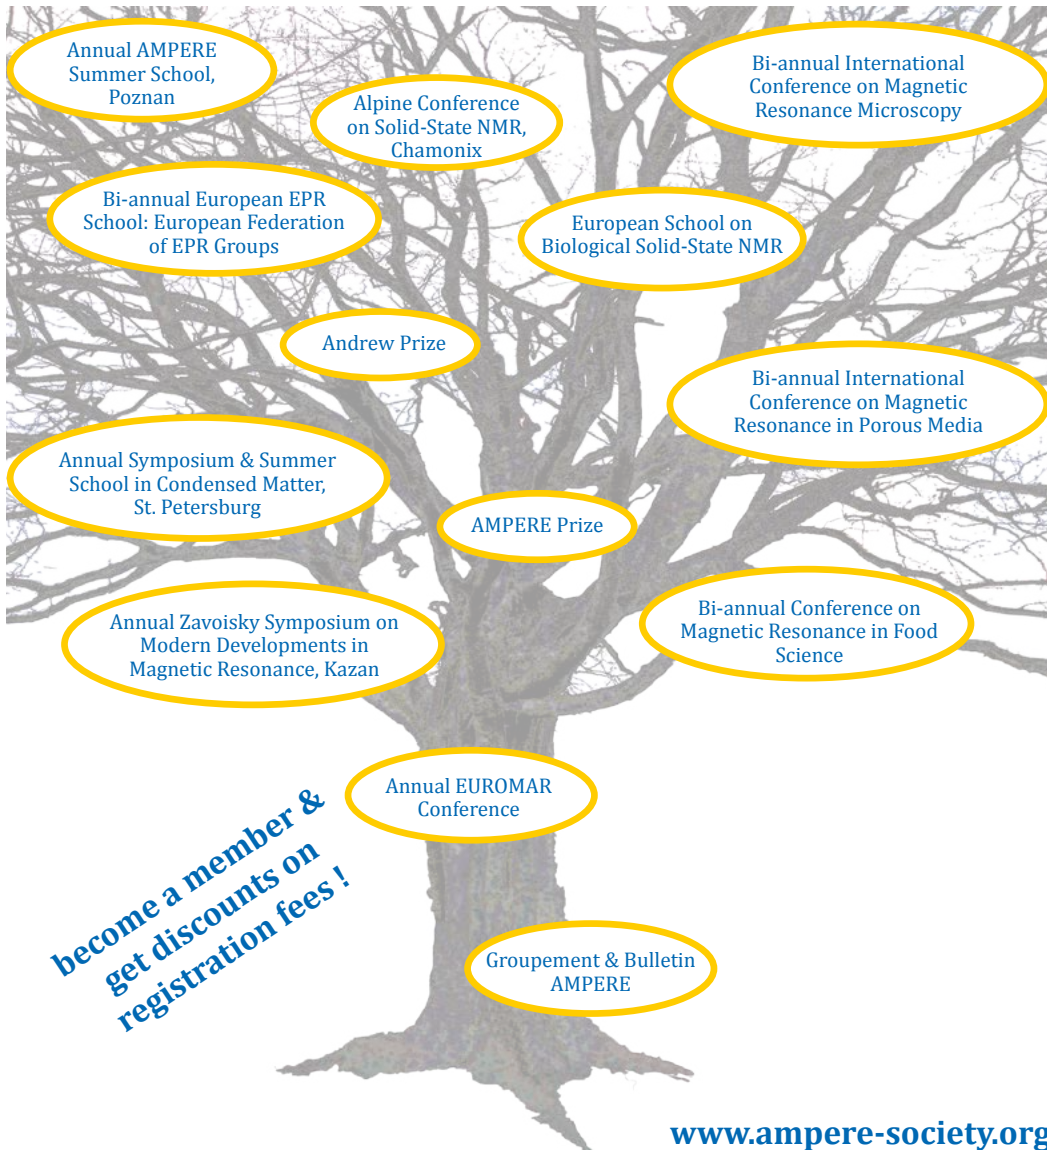 Annual AMPERE
Summer School,
Poznan
Alpine Conference
on Solid-State NMR,
Chamonix
Bi-annual International
Conference on Magnetic
Resonance Microscopy
Bi-annual European EPR
School: European Federation
of EPR Groups
European School on
Biological Solid-State NMR
Andrew Prize
Bi-annual International
Conference on Magnetic
Resonance in Porous Media
Annual Symposium & Summer
School in Condensed Matter,
St. Petersburg
AMPERE Prize
Annual Zavoisky Symposium on
Modern Developments in
Magnetic Resonance, Kazan
Bi-annual Conference on
Magnetic Resonance in Food
Science
Annual EUROMAR
Conference
become a member &
get discounts on
registration fees !
Groupement & Bulletin
AMPERE
www.ampere-society.org